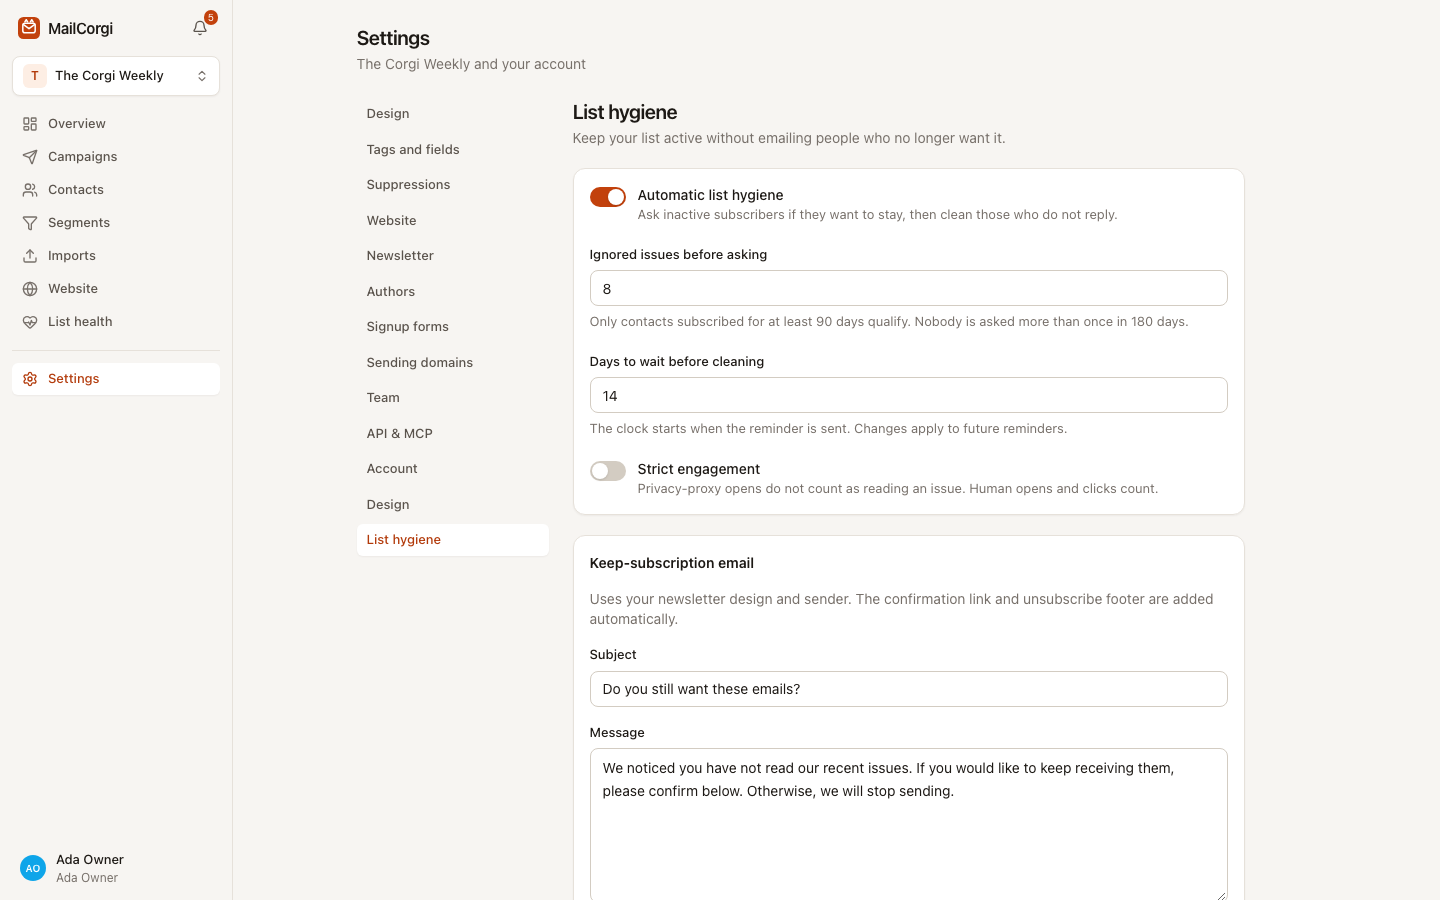 MailCorgi
5
T
The Corgi Weekly
Overview
Campaigns
Contacts
Segments
Imports
Website
List health
Settings
AO
Ada Owner
Ada Owner
Settings
The Corgi Weekly and your account
Design
Tags and fields
Suppressions
Website
Newsletter
Authors
Signup forms
Sending domains
Team
API & MCP
Account
Design
List hygiene
List hygiene
Keep your list active without emailing people who no longer want it.
Automatic list hygiene
Ask inactive subscribers if they want to stay, then clean those who do not reply.
Ignored issues before asking
8
Only contacts subscribed for at least 90 days qualify. Nobody is asked more than once in 180 days.
Days to wait before cleaning
14
The clock starts when the reminder is sent. Changes apply to future reminders.
Strict engagement
Privacy-proxy opens do not count as reading an issue. Human opens and clicks count.
Keep-subscription email
Uses your newsletter design and sender. The confirmation link and unsubscribe footer are added
automatically.
Subject
Do you still want these emails?
Message
We noticed you have not read our recent issues. If you would like to keep receiving them,
please confirm below. Otherwise, we will stop sending.